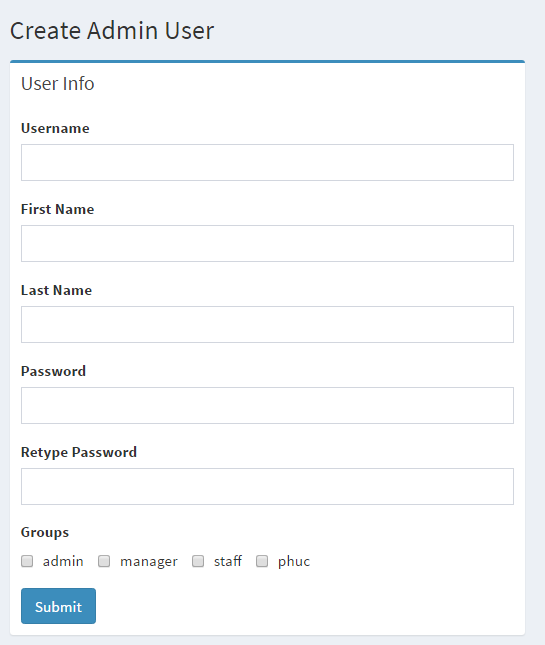 Create Admin User
User Info
Username
First Name
Last Name
Password
Retype Password
Groups
admin manager staff phuc
Submit